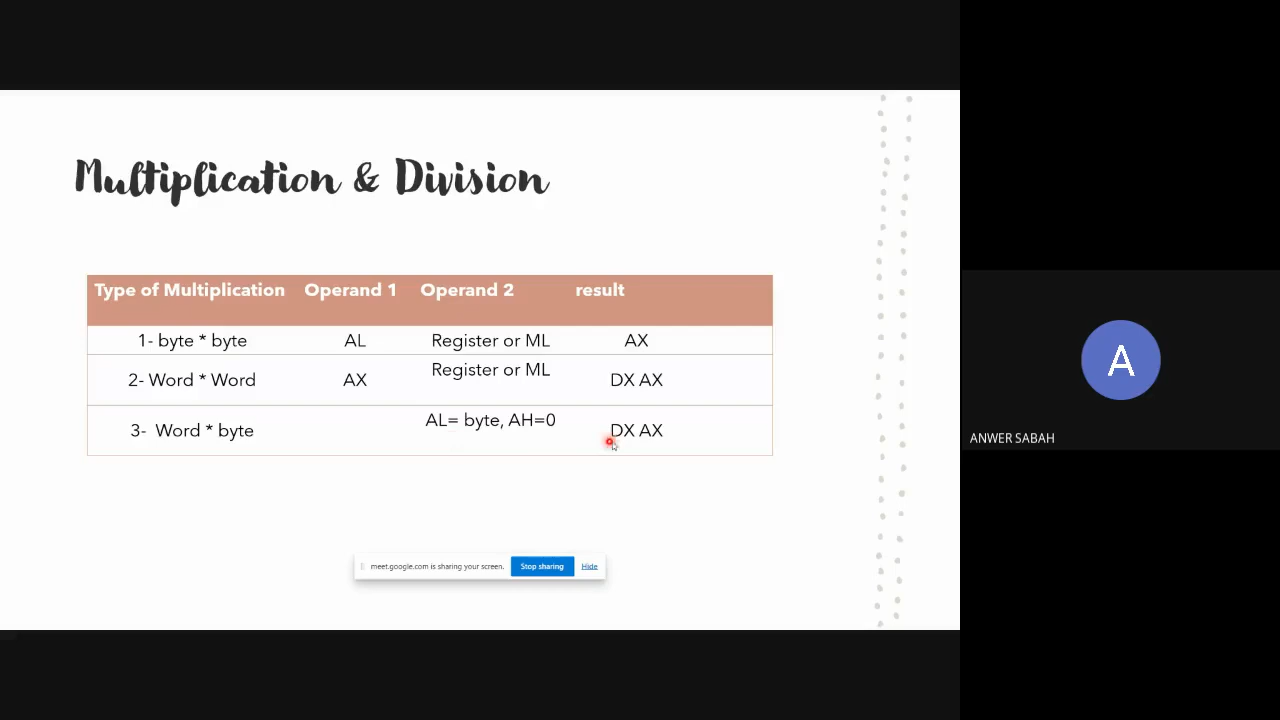 Multiplication & Division
Type of Multiplication Operand 1 Operand 2 result
1- byte * byte AL Register or ML AX
2- Word * Word AX Register or ML DX AX
3- Word * byte AL= byte, AH=0 DX AX
meet.google.com is sharing your screen. Stop sharing Hide
A
ANWER SABAH